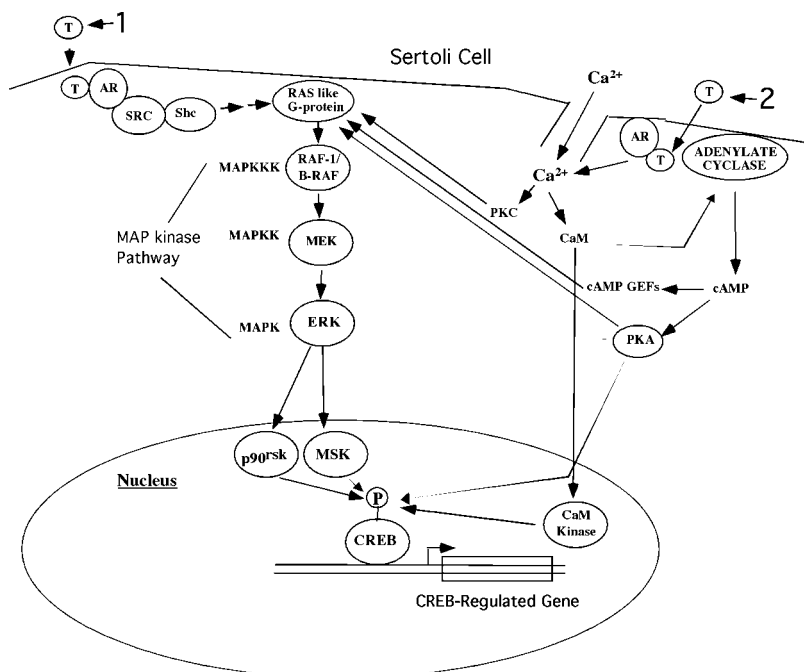 T
1
Sertoli Cell
Ca2+
T
2
T
AR
SRC
Shc
RAS like
G-protein
AR
T
ADENYLATE
CYCLASE
MAPKKK
RAF-1/
B-RAF
Ca2+
PKC
MAP kinase
Pathway
MAPKK
MEK
CaM
cAMP GEFs
cAMP
MAPK
ERK
PKA
p90rsk
MSK
Nucleus
P
CaM
Kinase
CREB
CREB-Regulated Gene